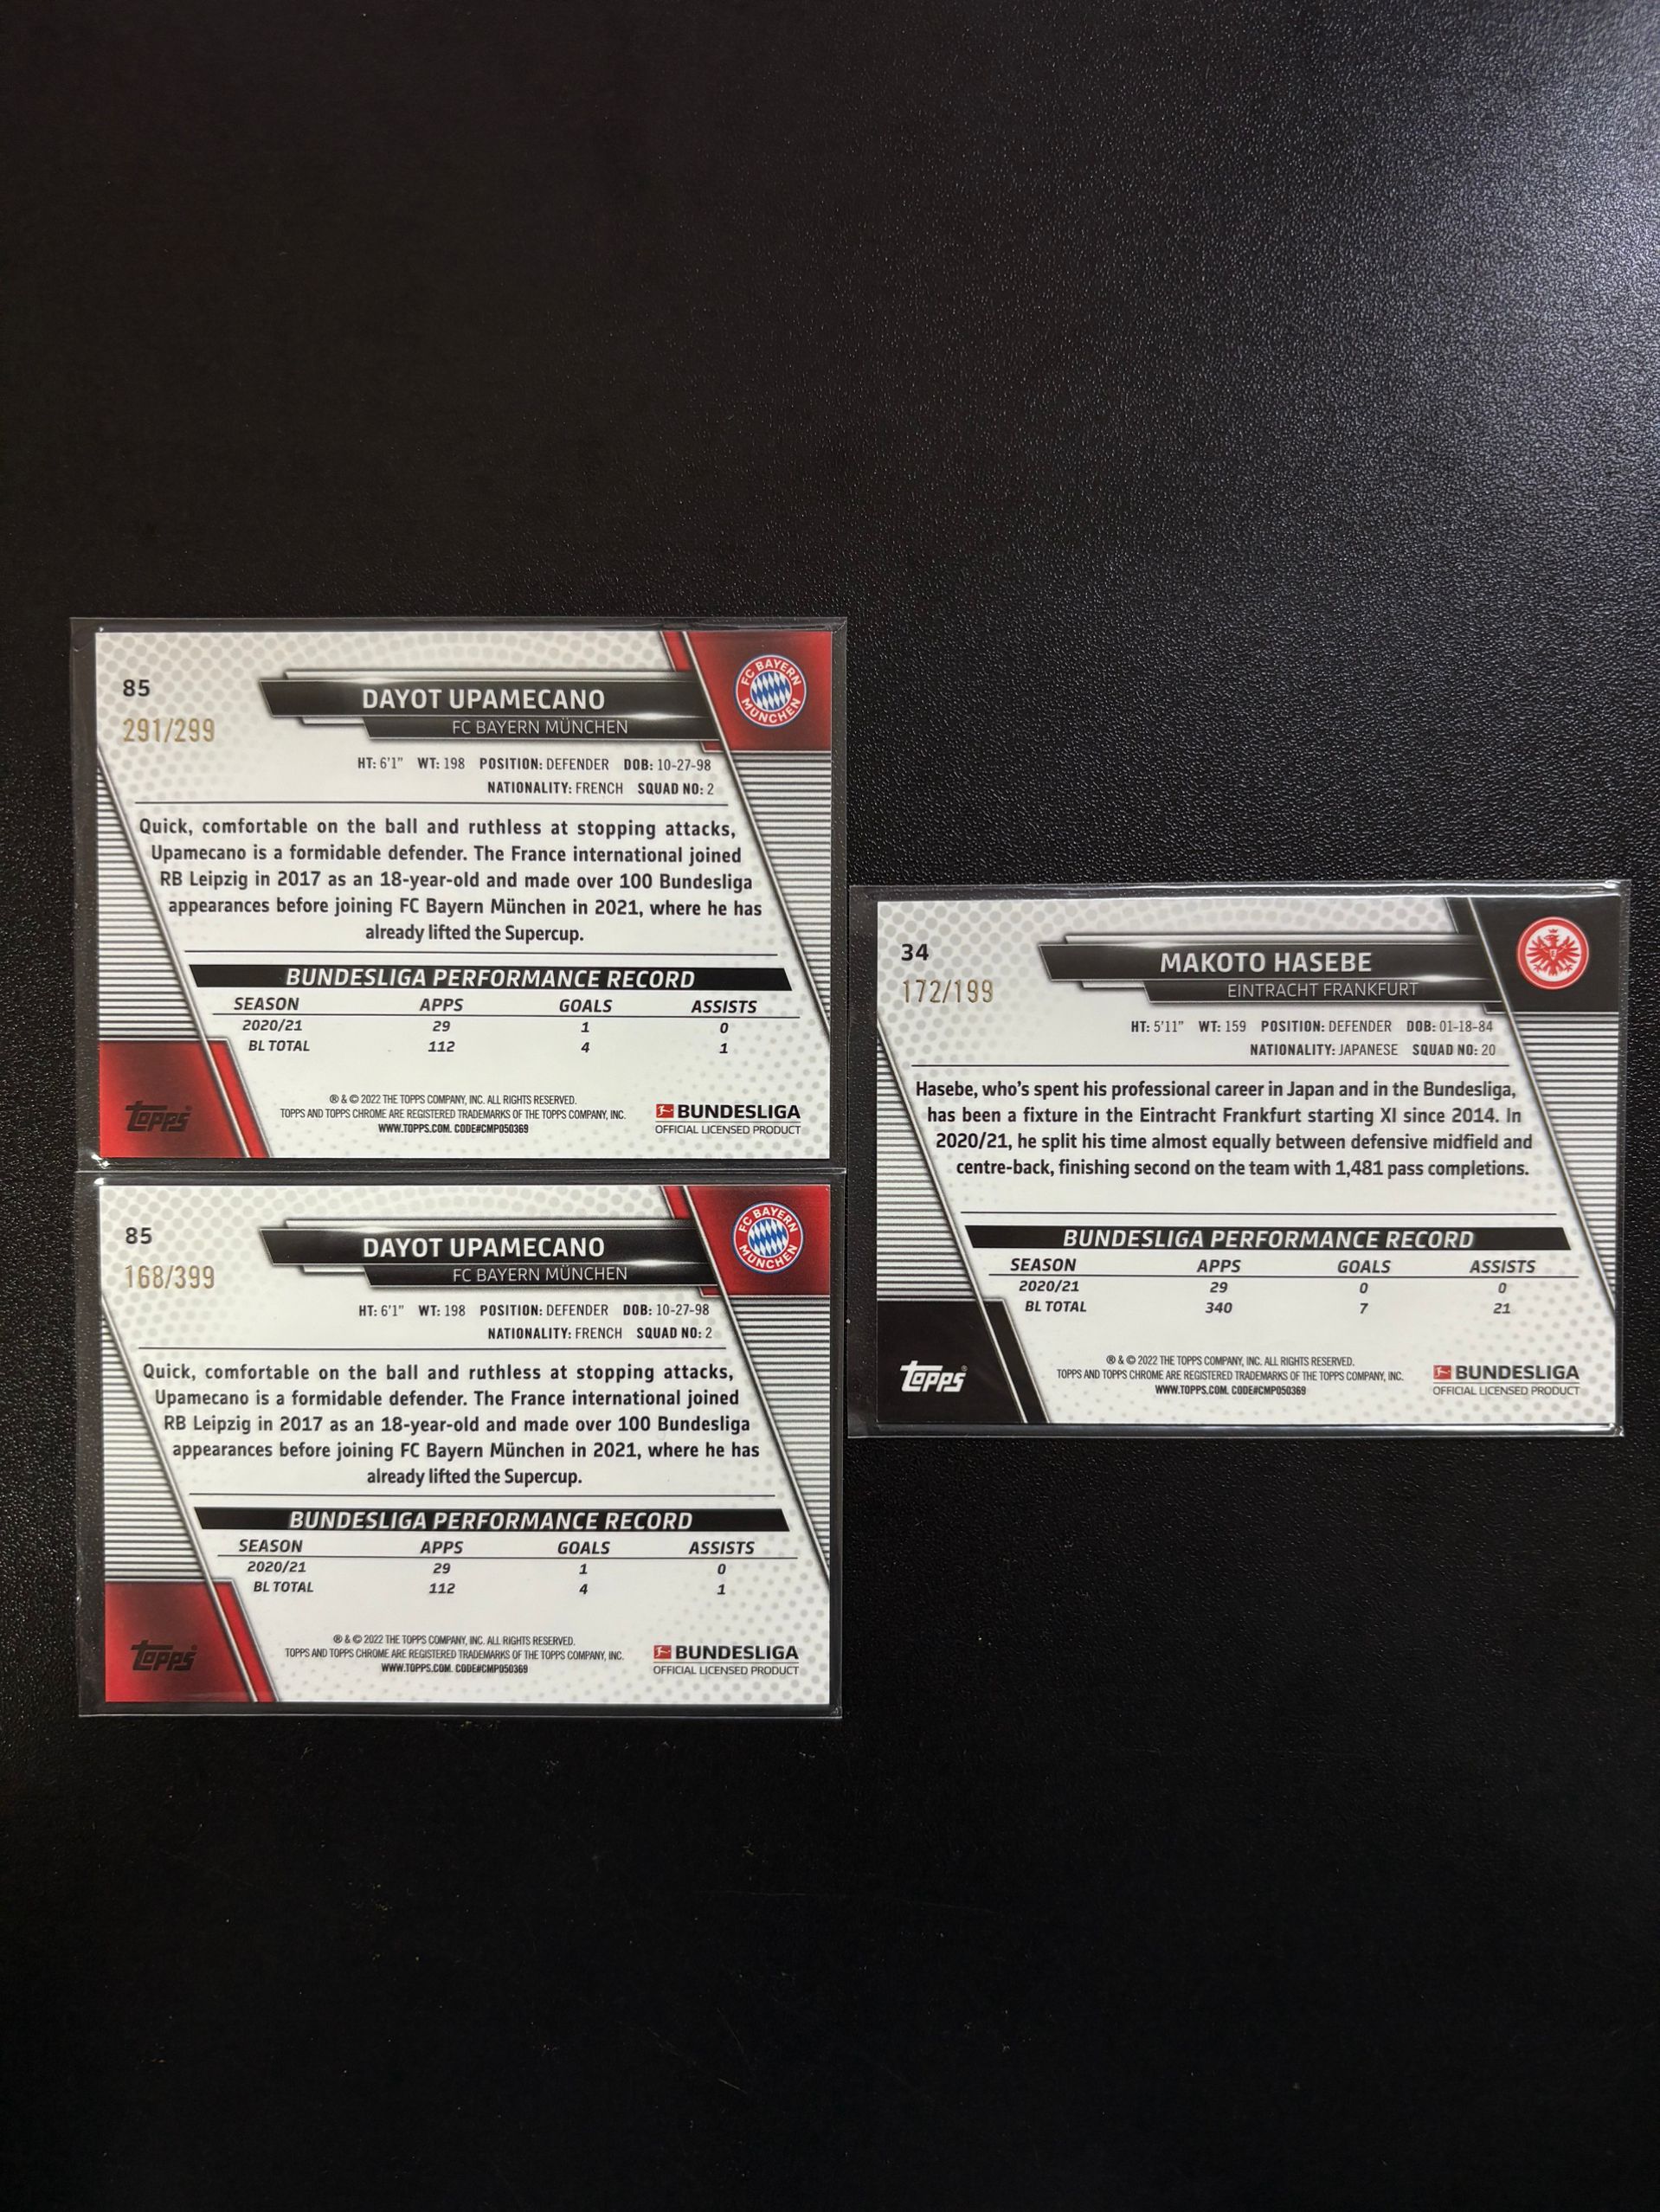 85
291/299
DAYOT UPAMECANO
FC BAYERN MÜNCHEN
FC BAYERN
MÜNCHEN
HT: 6'1" WT: 198 POSITION: DEFENDER DOB: 10-27-98
NATIONALITY: FRENCH SQUAD NO: 2
Quick, comfortable on the ball and ruthless at stopping attacks,
Upamecano is a formidable defender. The France international joined
RB Leipzig in 2017 as an 18-year-old and made over 100 Bundesliga
appearances before joining FC Bayern München in 2021, where he has
already lifted the Supercup.
BUNDESLIGA PERFORMANCE RECORD
SEASON APPS GOALS ASSISTS
2020/21 29 1 0
BL TOTAL 112 4 1
® & © 2022 THE TOPPS COMPANY, INC. ALL RIGHTS RESERVED.
TOPPS AND TOPPS CHROME ARE REGISTERED TRADEMARKS OF THE TOPPS COMPANY, INC.
WWW.TOPPS.COM. CODE#CMP050369
topps
BUNDESLIGA
OFFICIAL LICENSED PRODUCT
85
168/399
DAYOT UPAMECANO
FC BAYERN MÜNCHEN
FC BAYERN
MÜNCHEN
HT: 6'1" WT: 198 POSITION: DEFENDER DOB: 10-27-98
NATIONALITY: FRENCH SQUAD NO: 2
Quick, comfortable on the ball and ruthless at stopping attacks,
Upamecano is a formidable defender. The France international joined
RB Leipzig in 2017 as an 18-year-old and made over 100 Bundesliga
appearances before joining FC Bayern München in 2021, where he has
already lifted the Supercup.
BUNDESLIGA PERFORMANCE RECORD
SEASON APPS GOALS ASSISTS
2020/21 29 1 0
BL TOTAL 112 4 1
® & © 2022 THE TOPPS COMPANY, INC. ALL RIGHTS RESERVED.
TOPPS AND TOPPS CHROME ARE REGISTERED TRADEMARKS OF THE TOPPS COMPANY, INC.
WWW.TOPPS.COM. CODE#CMP050369
topps
BUNDESLIGA
OFFICIAL LICENSED PRODUCT
34
172/199
MAKOTO HASEBE
EINTRACHT FRANKFURT
HT: 5'11" WT: 159 POSITION: DEFENDER DOB: 01-18-84
NATIONALITY: JAPANESE SQUAD NO: 20
Hasebe, who's spent his professional career in Japan and in the Bundesliga,
has been a fixture in the Eintracht Frankfurt starting XI since 2014. In
2020/21, he split his time almost equally between defensive midfield and
centre-back, finishing second on the team with 1,481 pass completions.
BUNDESLIGA PERFORMANCE RECORD
SEASON APPS GOALS ASSISTS
2020/21 29 0 0
BL TOTAL 340 7 21
® & © 2022 THE TOPPS COMPANY, INC. ALL RIGHTS RESERVED.
TOPPS AND TOPPS CHROME ARE REGISTERED TRADEMARKS OF THE TOPPS COMPANY, INC.
WWW.TOPPS.COM. CODE#CMP050369
topps®
BUNDESLIGA
OFFICIAL LICENSED PRODUCT